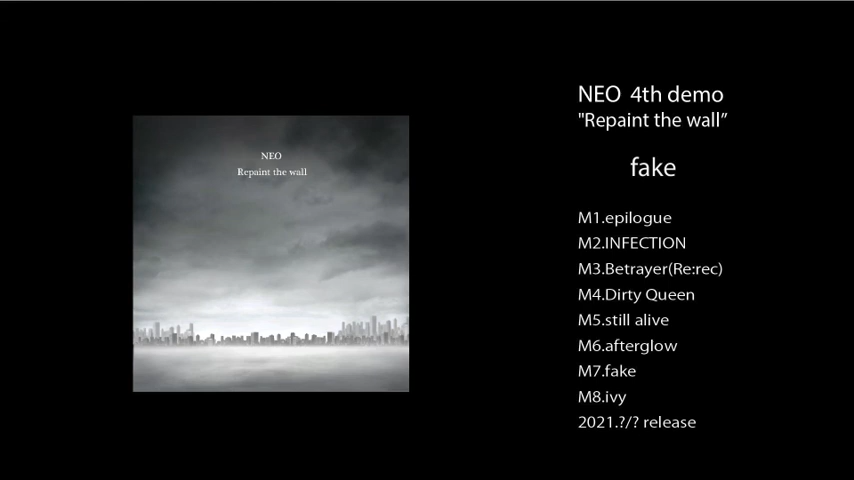 NEO
Repaint the wall
NEO 4th demo
"Repaint the wall”
fake
M1.epilogue
M2.INFECTION
M3.Betrayer(Re:rec)
M4.Dirty Queen
M5.still alive
M6.afterglow
M7.fake
M8.ivy
2021.?/? release